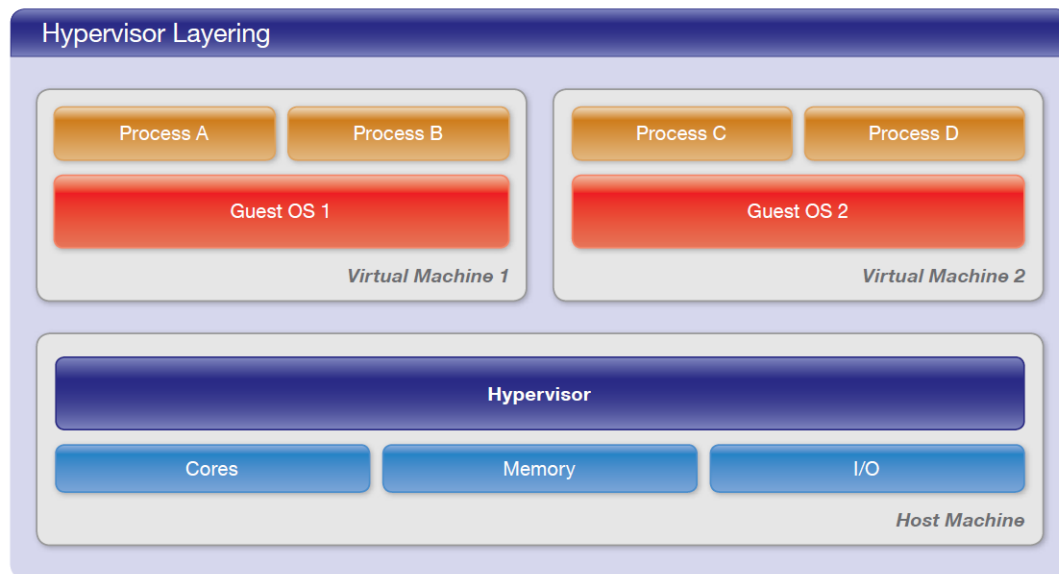 Hypervisor Layering
Process A
Process B
Process C
Process D
Guest OS 1
Guest OS 2
Virtual Machine 1
Virtual Machine 2
Hypervisor
Cores
Memory
I/O
Host Machine